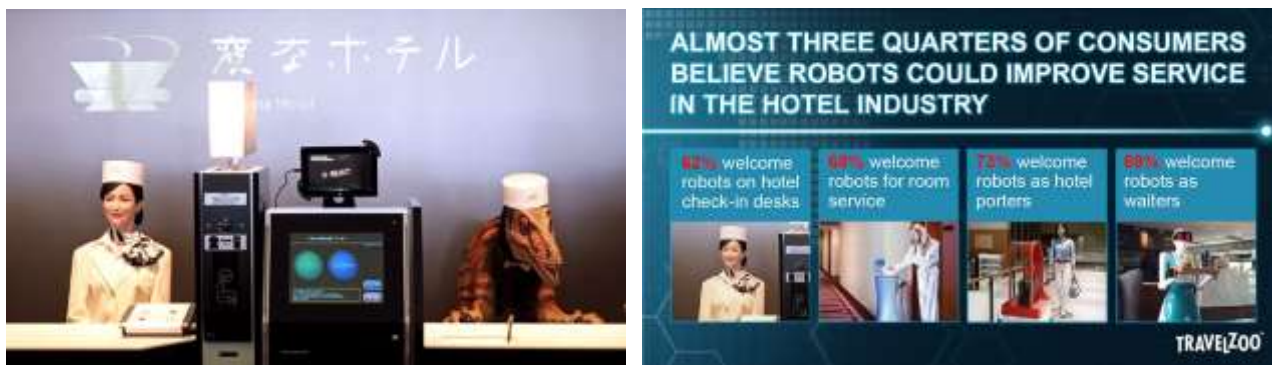 変なホテル
ALMOST THREE QUARTERS OF CONSUMERS
BELIEVE ROBOTS COULD IMPROVE SERVICE
IN THE HOTEL INDUSTRY
62% welcome
robots on hotel
check-in desks
welcome
robots for room
service
welcome
robots as hotel
porters
welcome
robots as
waiters
TRAVELZOO